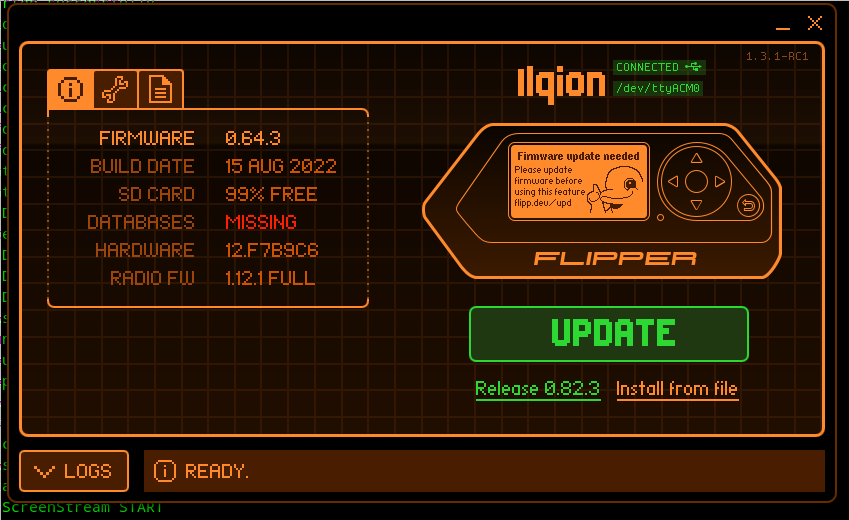 1.3.1-RC1
Ilqion
CONNECTED
/dev/ttyACM0
FIRMWARE 0.64.3
BUILD DATE 15 AUG 2022
SD CARD 99% FREE
DATABASES MISSING
HARDWARE 12.F7B9C6
RADIO FW 1.12.1 FULL
Firmware update needed
Please update
firmware before
using this feature
flipp.dev/upd
FLIPPER
UPDATE
Release 0.82.3
Install from file
LOGS
READY.
ScreenStream START